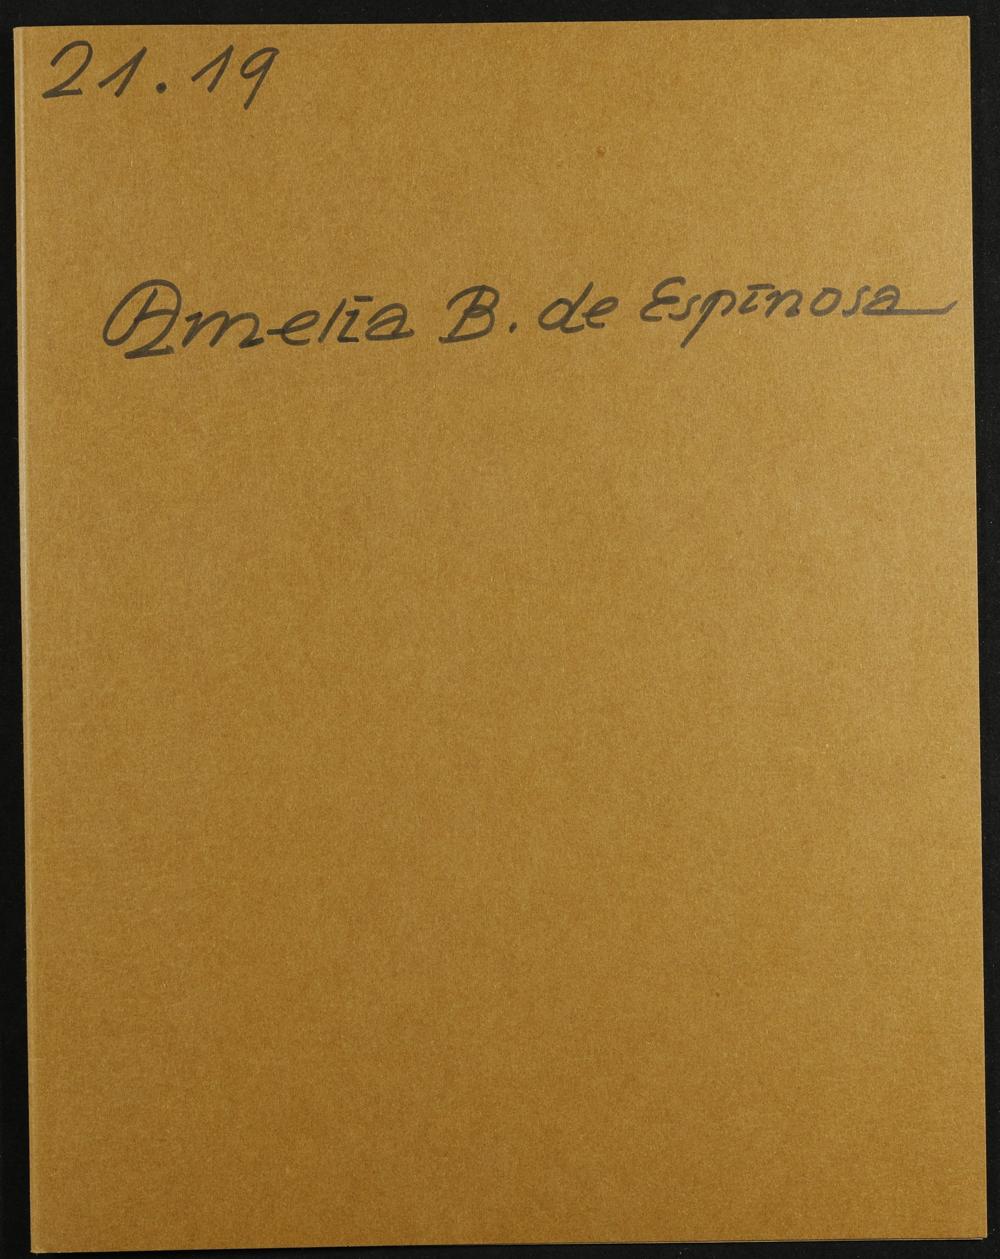 21.19
Amelia B. de Espinosa